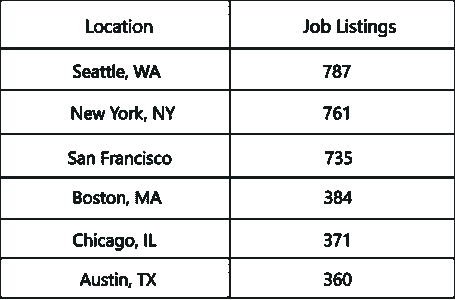 Location Job Listings
Seattle, WA 787
New York, NY 761
San Francisco 735
Boston, MA 384
Chicago, IL 371
Austin, TX 360